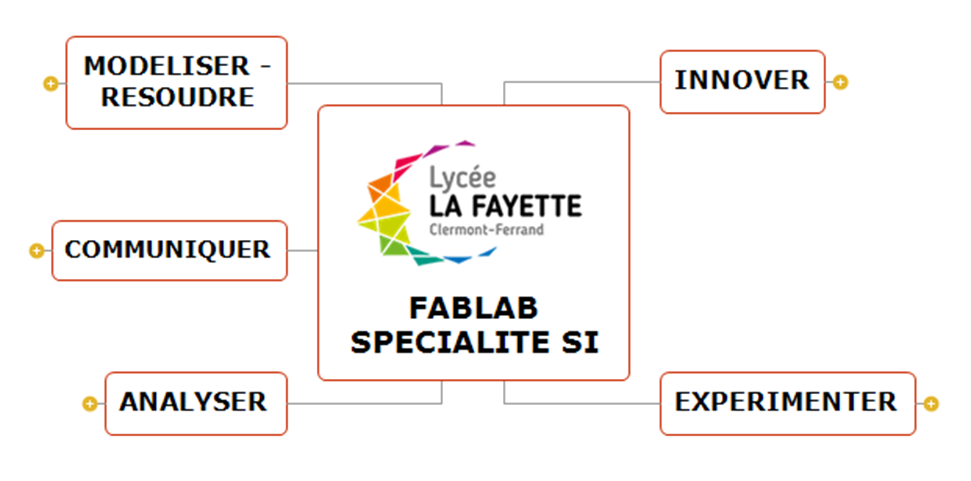 MODELISER -
RESOUDRE
INNOVER
Lycée
LA FAYETTE
Clermont-Ferrand
COMMUNIQUER
FABLAB
SPECIALITE SI
ANALYSER
EXPERIMENTER